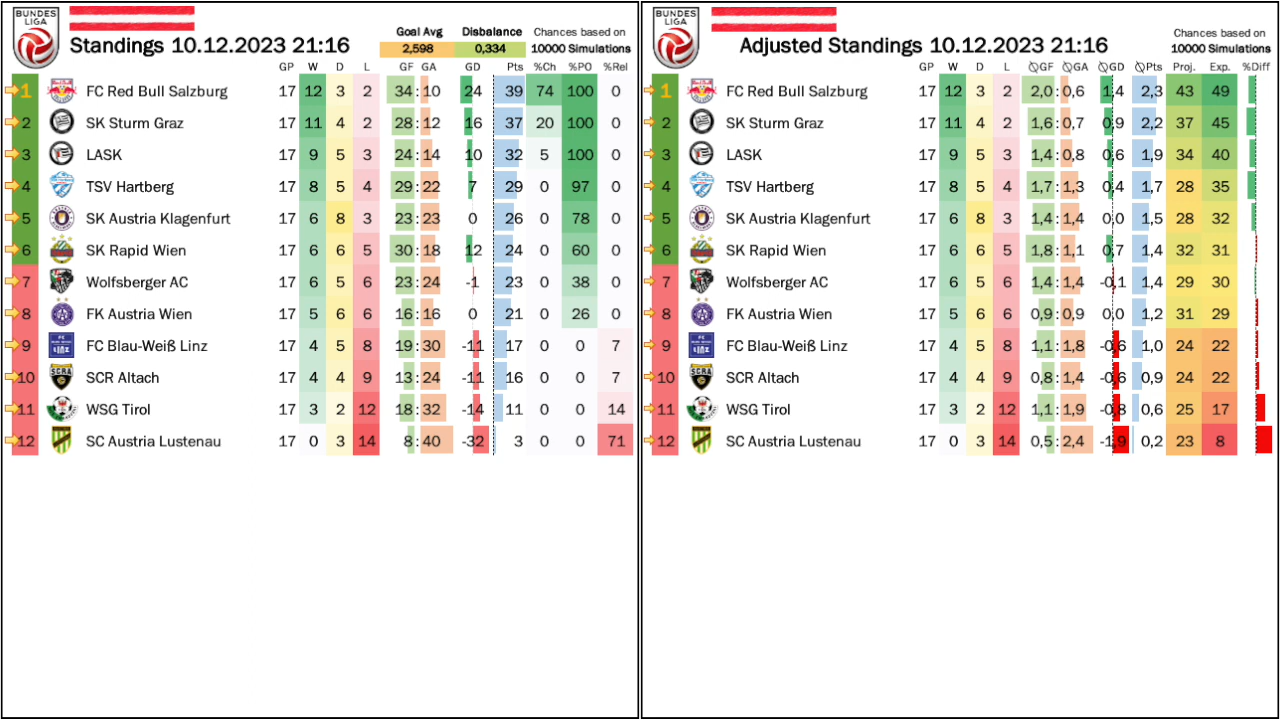 BUNDES
LIGA
Standings 10.12.2023 21:16
Goal Avg Disbalance Chances based on
2,598 0,334 10000 Simulations
GP W D L GF GA GD Pts %Ch %PO %Rel
1 FC Red Bull Salzburg 17 12 3 2 34 : 10 24 39 74 100 0
2 SK Sturm Graz 17 11 4 2 28 : 12 16 37 20 100 0
3 LASK 17 9 5 3 24 : 14 10 32 5 100 0
4 TSV Hartberg 17 8 5 4 29 : 22 7 29 0 97 0
5 SK Austria Klagenfurt 17 6 8 3 23 : 23 0 26 0 78 0
6 SK Rapid Wien 17 6 6 5 30 : 18 12 24 0 60 0
7 Wolfsberger AC 17 6 5 6 23 : 24 -1 23 0 38 0
8 FK Austria Wien 17 5 6 6 16 : 16 0 21 0 26 0
9 FC Blau-Weiß Linz 17 4 5 8 19 : 30 -11 17 0 0 7
10 SCR Altach 17 4 4 9 13 : 24 -11 16 0 0 7
11 WSG Tirol 17 3 2 12 18 : 32 -14 11 0 0 14
12 SC Austria Lustenau 17 0 3 14 8 : 40 -32 3 0 0 71
BUNDES
LIGA
Adjusted Standings 10.12.2023 21:16
Chances based on
10000 Simulations
GP W D L ⌀GF ⌀GA ⌀GD ⌀Pts Proj. Exp. %Diff
1 FC Red Bull Salzburg 17 12 3 2 2,0 : 0,6 1,4 2,3 43 49
2 SK Sturm Graz 17 11 4 2 1,6 : 0,7 0,9 2,2 37 45
3 LASK 17 9 5 3 1,4 : 0,8 0,6 1,9 34 40
4 TSV Hartberg 17 8 5 4 1,7 : 1,3 0,4 1,7 28 35
5 SK Austria Klagenfurt 17 6 8 3 1,4 : 1,4 0,0 1,5 28 32
6 SK Rapid Wien 17 6 6 5 1,8 : 1,1 0,7 1,4 32 31
7 Wolfsberger AC 17 6 5 6 1,4 : 1,4 -0,1 1,4 29 30
8 FK Austria Wien 17 5 6 6 0,9 : 0,9 0,0 1,2 31 29
9 FC Blau-Weiß Linz 17 4 5 8 1,1 : 1,8 -0,6 1,0 24 22
10 SCR Altach 17 4 4 9 0,8 : 1,4 -0,6 0,9 24 22
11 WSG Tirol 17 3 2 12 1,1 : 1,9 -0,8 0,6 25 17
12 SC Austria Lustenau 17 0 3 14 0,5 : 2,4 -1,9 0,2 23 8